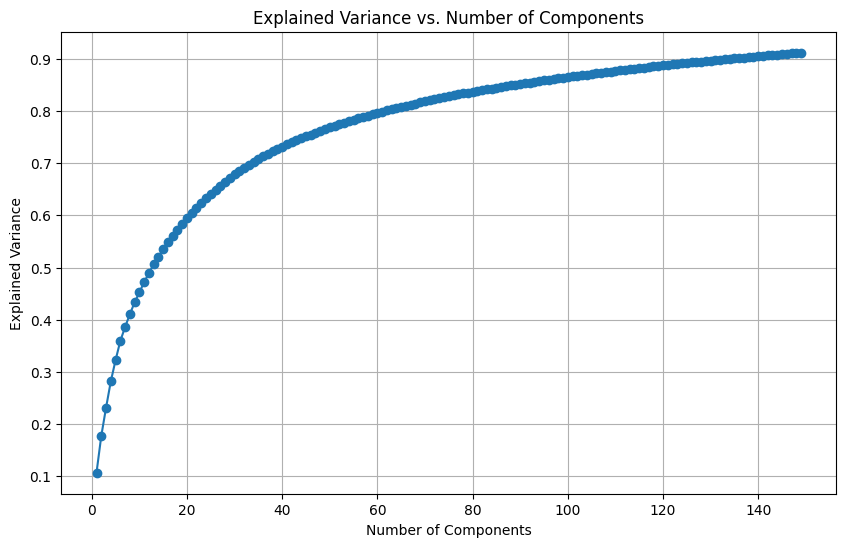 Explained Variance vs. Number of Components
Explained Variance
0.9
0.8
0.7
0.6
0.5
0.4
0.3
0.2
0.1
0 20 40 60 80 100 120 140
Number of Components